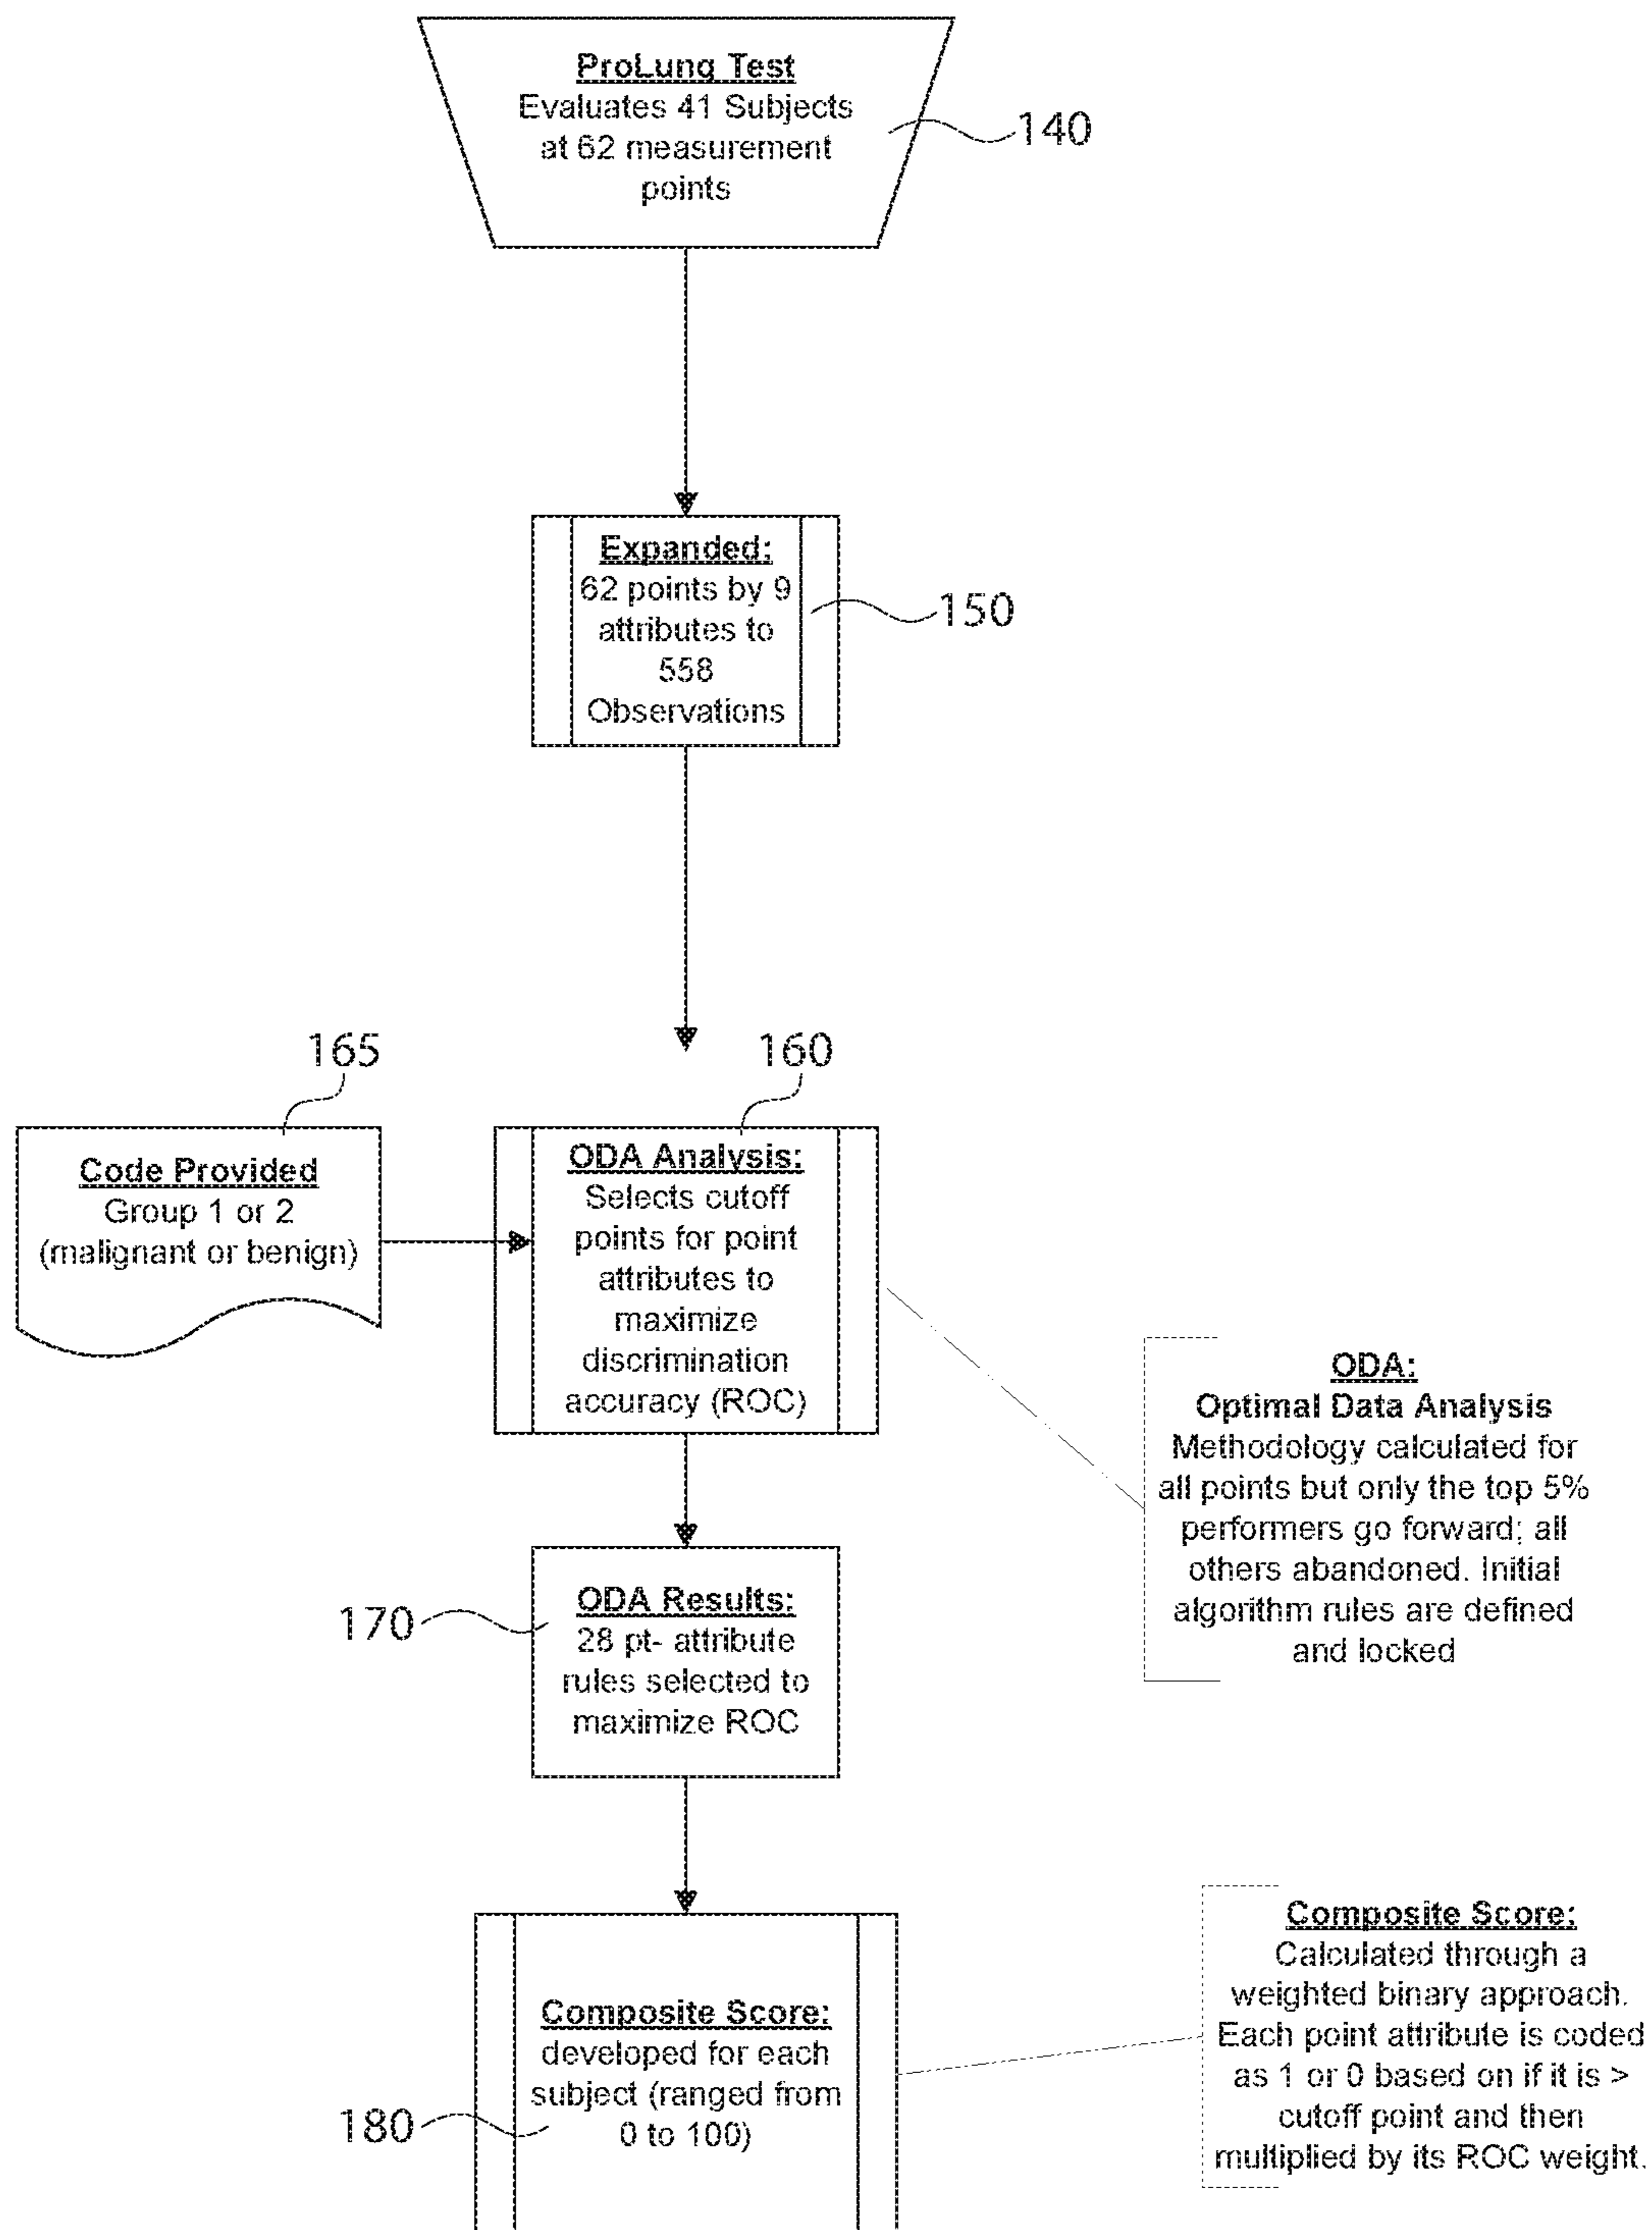 ProLung Test
Evaluates 41 Subjects
at 62 measurement
points
140
Expanded:
62 points by 9
attributes to
558
Observations
150
165
160
Code Provided
Group 1 or 2
(malignant or benign)
ODA Analysis:
Selects cutoff
points for point
attributes to
maximize
discrimination
accuracy (ROC)
ODA:
Optimal Data Analysis
Methodology calculated for
all points but only the top 5%
performers go forward; all
others abandoned. Initial
algorithm rules are defined
and locked
170
ODA Results:
28 pt- attribute
rules selected to
maximize ROC
Composite Score:
developed for each
subject (ranged from
0 to 100)
180
Composite Score:
Calculated through a
weighted binary approach.
Each point attribute is coded
as 1 or 0 based on if it is >
cutoff point and then
multiplied by its ROC weight.